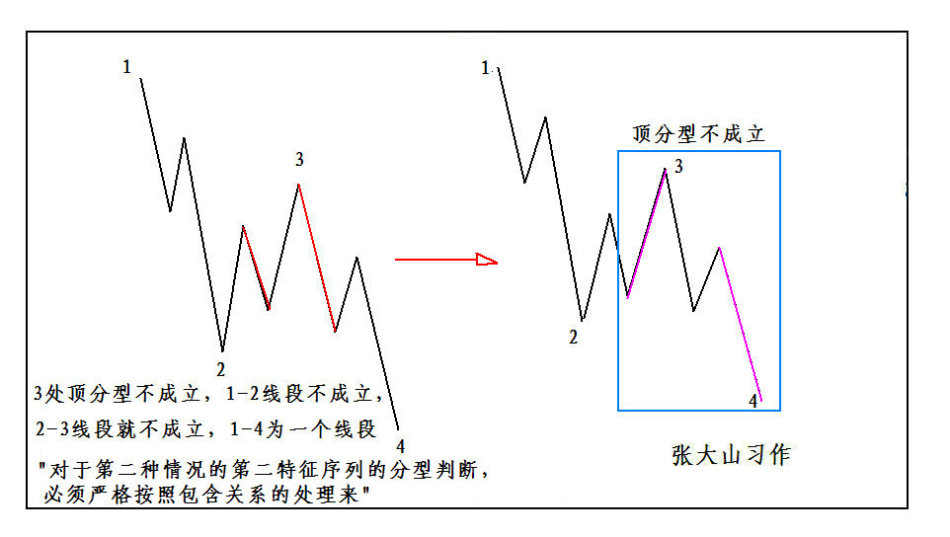 1
3
2
4
3处顶分型不成立，1-2线段不成立，
2-3线段就不成立，1-4为一个线段
"对于第二种情况的第二特征序列的分型判断，
必须严格按照包含关系的处理来"
1.
顶分型不成立
3
2
4
张大山习作